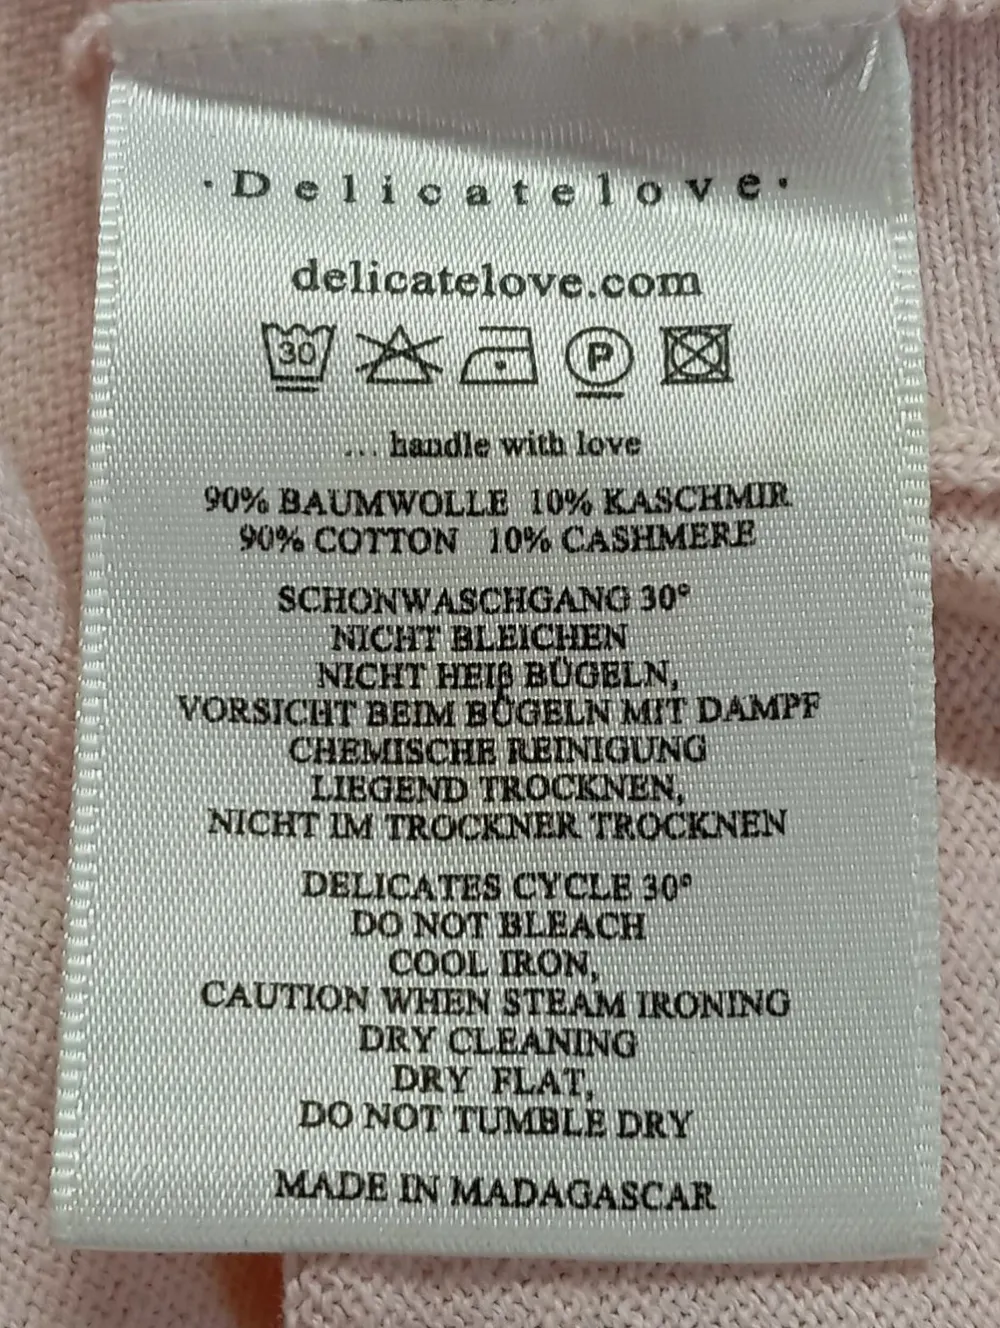 ·Delicatelove·
delicatelove.com
30 P
... handle with love
90% BAUMWOLLE 10% KASCHMIR
90% COTTON 10% CASHMERE
SCHONWASCHGANG 30°
NICHT BLEICHEN
NICHT HEIß BÜGELN,
VORSICHT BEIM BÜGELN MIT DAMPF
CHEMISCHE REINIGUNG
LIEGEND TROCKNEN,
NICHT IM TROCKNER TROCKNEN
DELICATES CYCLE 30°
DO NOT BLEACH
COOL IRON,
CAUTION WHEN STEAM IRONING
DRY CLEANING
DRY FLAT,
DO NOT TUMBLE DRY
MADE IN MADAGASCAR